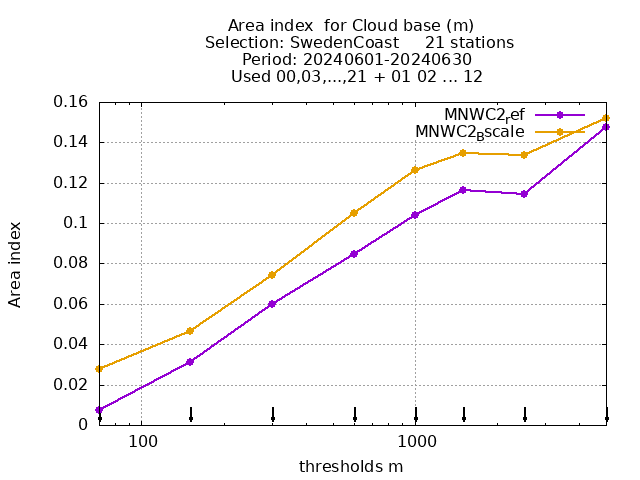 Area index  for Cloud base (m)
Selection: SwedenCoast     21 stations
Period: 20240601-20240630
Used 00,03,...,21 + 01 02 ... 12
MNWC2ref
MNWC2Bscale
0.16
0.14
0.12
0.1
0.08
0.06
0.04
0.02
0
Area index
100
1000
thresholds m